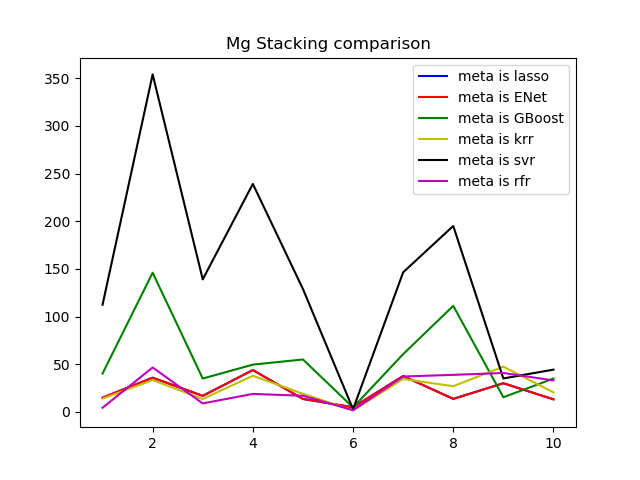 Mg Stacking comparison
350
300
250
200
150
100
50
0
2
4
6
8
10
meta is lasso
meta is ENet
meta is GBoost
meta is krr
meta is svr
meta is rfr